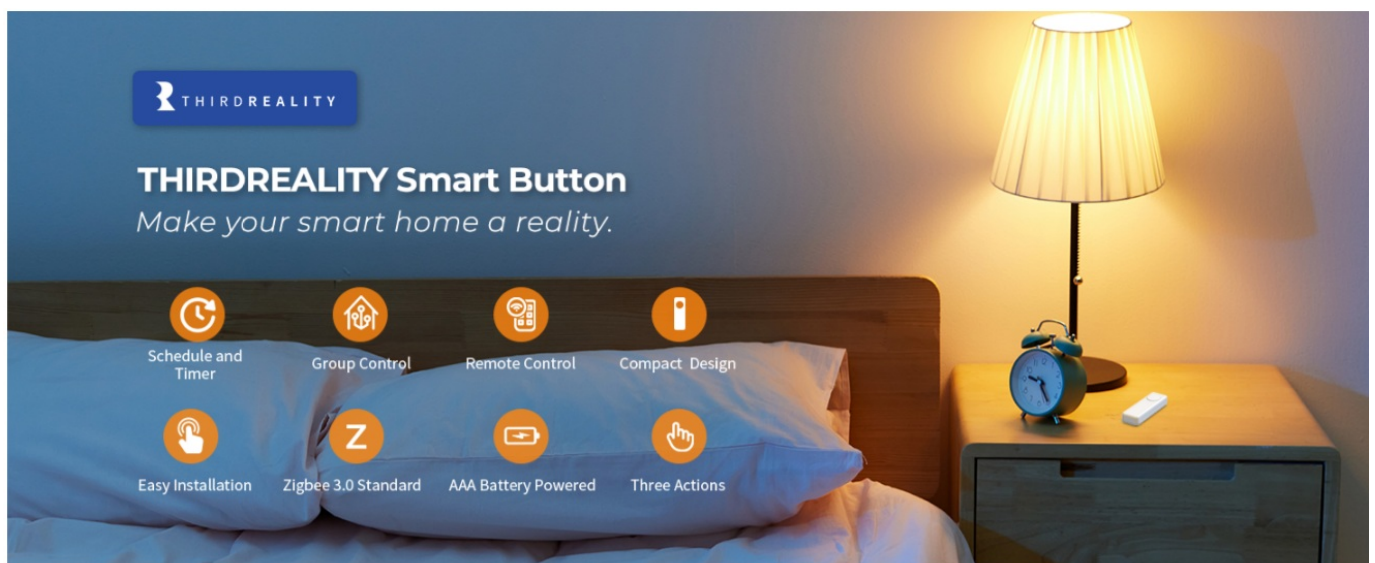 THIRDREALITY
THIRDREALITY Smart Button
Make your smart home a reality.
Schedule and
Timer
Group Control
Remote Control
Compact Design
Easy Installation
Z
Zigbee 3.0 Standard
AAA Battery Powered
Three Actions